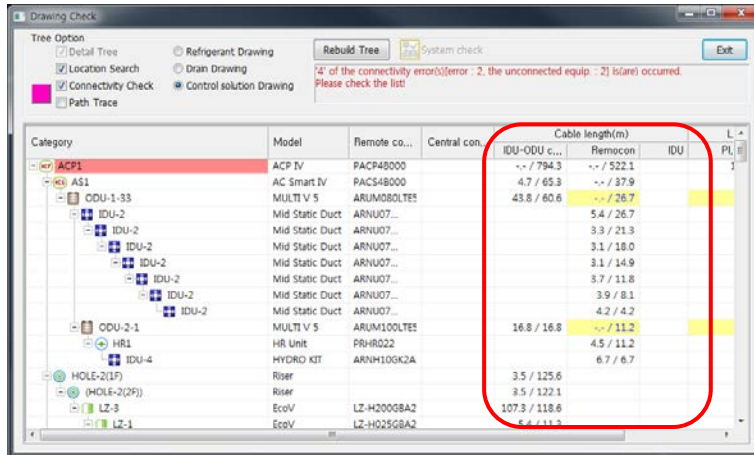 Drawing Check
Tree Option
Detail Tree
Refrigerant Drawing
Rebuild Tree
System check
Exit
Location Search
Drain Drawing
'4' of the connectivity error(s)[error : 2, the unconnected equip. : 2] is(are) occurred.
Connectivity Check
Control solution Drawing
Please check the list!
Path Trace
Category Model Remote co... Central con... Cable length(m) L
IDU-ODU c... Remocon IDU PI,
ACP1 ACP IV PACP48000 -.- / 794.3 -.- / 522.1
AS1 AC Smart IV PACS48000 4.7 / 65.3 -.- / 37.9
ODU-1-33 MULTI V 5 ARUM080LTE5 43.8 / 60.6 -.- / 26.7
IDU-2 Mid Static Duct ARNU07... 5.4 / 26.7
IDU-2 Mid Static Duct ARNU07... 3.3 / 21.3
IDU-2 Mid Static Duct ARNU07... 3.1 / 18.0
IDU-2 Mid Static Duct ARNU07... 3.1 / 14.9
IDU-2 Mid Static Duct ARNU07... 3.7 / 11.8
IDU-2 Mid Static Duct ARNU07... 3.9 / 8.1
IDU-2 Mid Static Duct ARNU07... 4.2 / 4.2
ODU-2-1 MULTI V 5 ARUM100LTE5 16.8 / 16.8 -.- / 11.2
HR1 HR Unit PRHR022 4.5 / 11.2
IDU-4 HYDRO KIT ARNH10GK2A 6.7 / 6.7
HOLE-2(1F) Riser 3.5 / 125.6
(HOLE-2(2F)) Riser 3.5 / 122.1
LZ-3 EcoV LZ-H200GBA2 107.3 / 118.6
LZ-1 EcoV LZ-H025GBA2 5.4 / 11.3